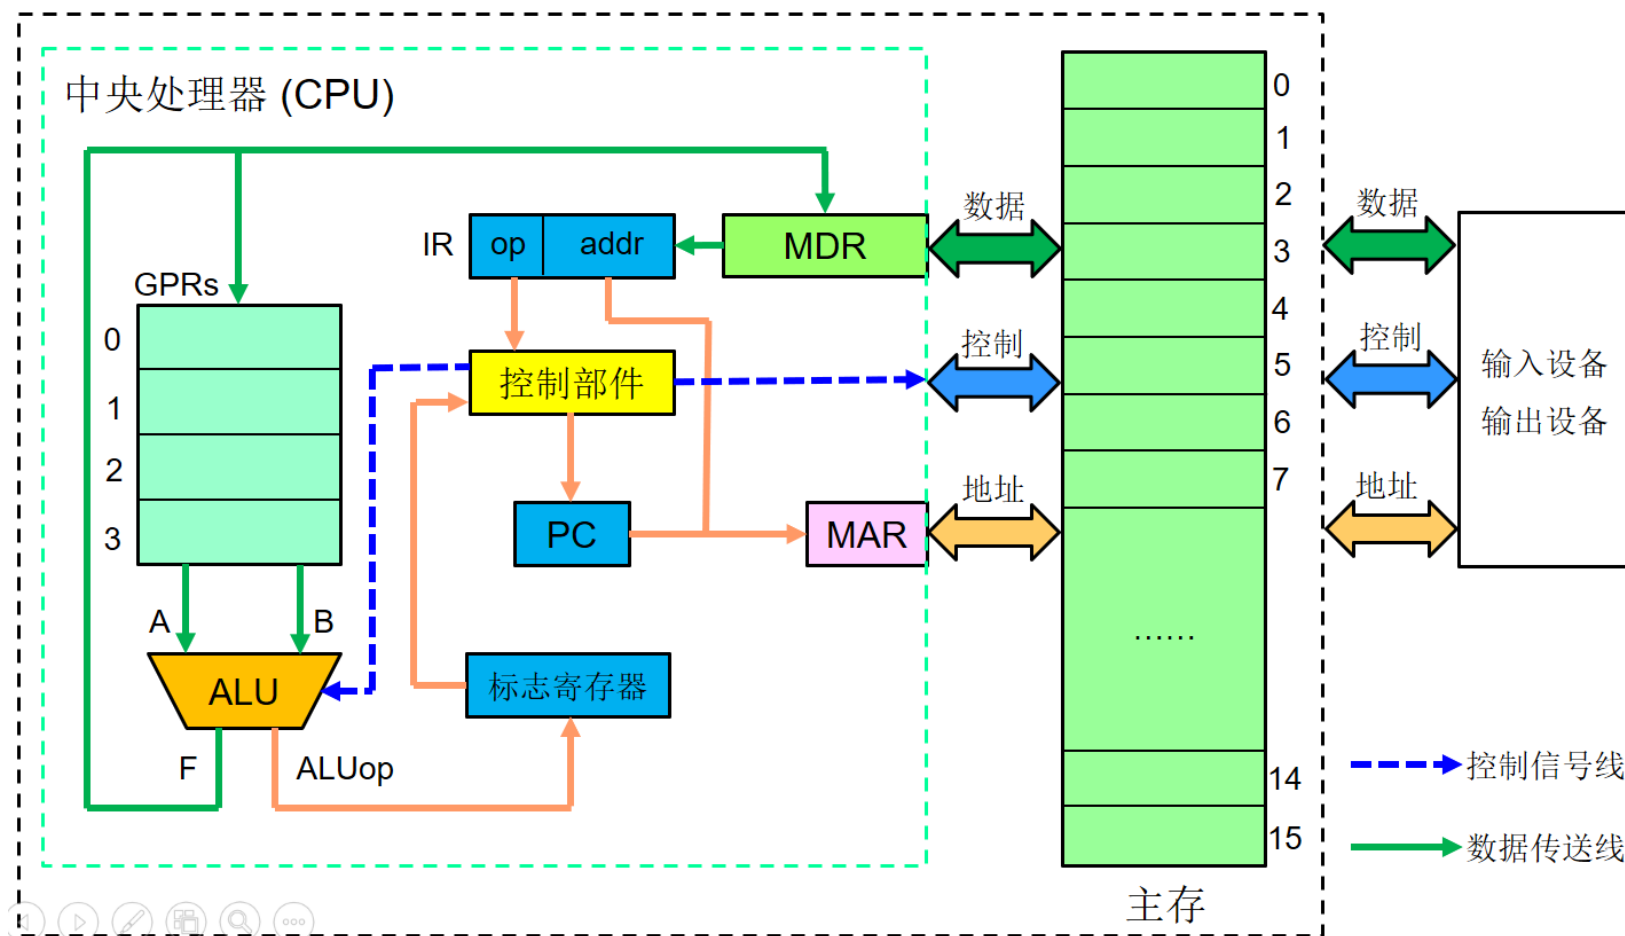 中央处理器 (CPU)
0
1
2
3
4
5
6
7
……
14
15
主存
数据
控制
地址
数据
控制
地址
输入设备
输出设备
IR
op
addr
MDR
GPRs
0
1
2
3
控制部件
PC
MAR
A
B
ALU
标志寄存器
F
ALUop
控制信号线
数据传送线